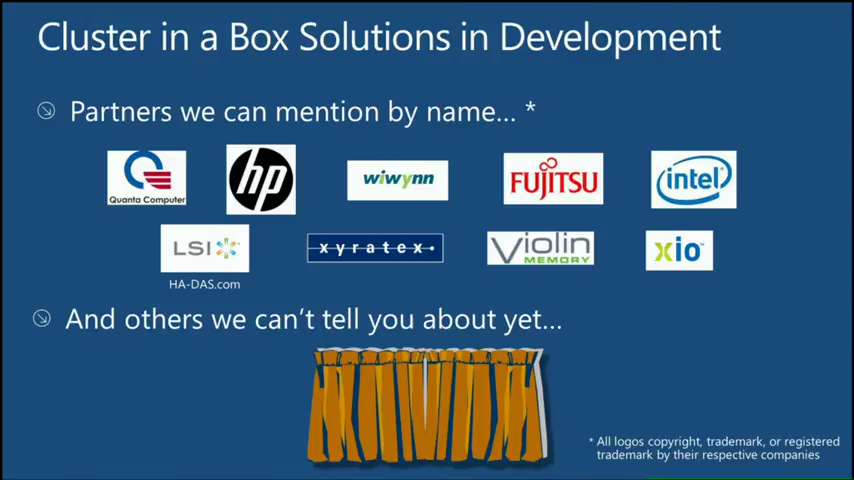 Cluster in a Box Solutions in Development
Partners we can mention by name... *
Quanta Computer
hp
wiwynn
FUJITSU
intel
LSI
xyratex
VIOLIN MEMORY
xio
HA-DAS.com
And others we can't tell you about yet...
* All logos copyright, trademark, or registered
trademark by their respective companies